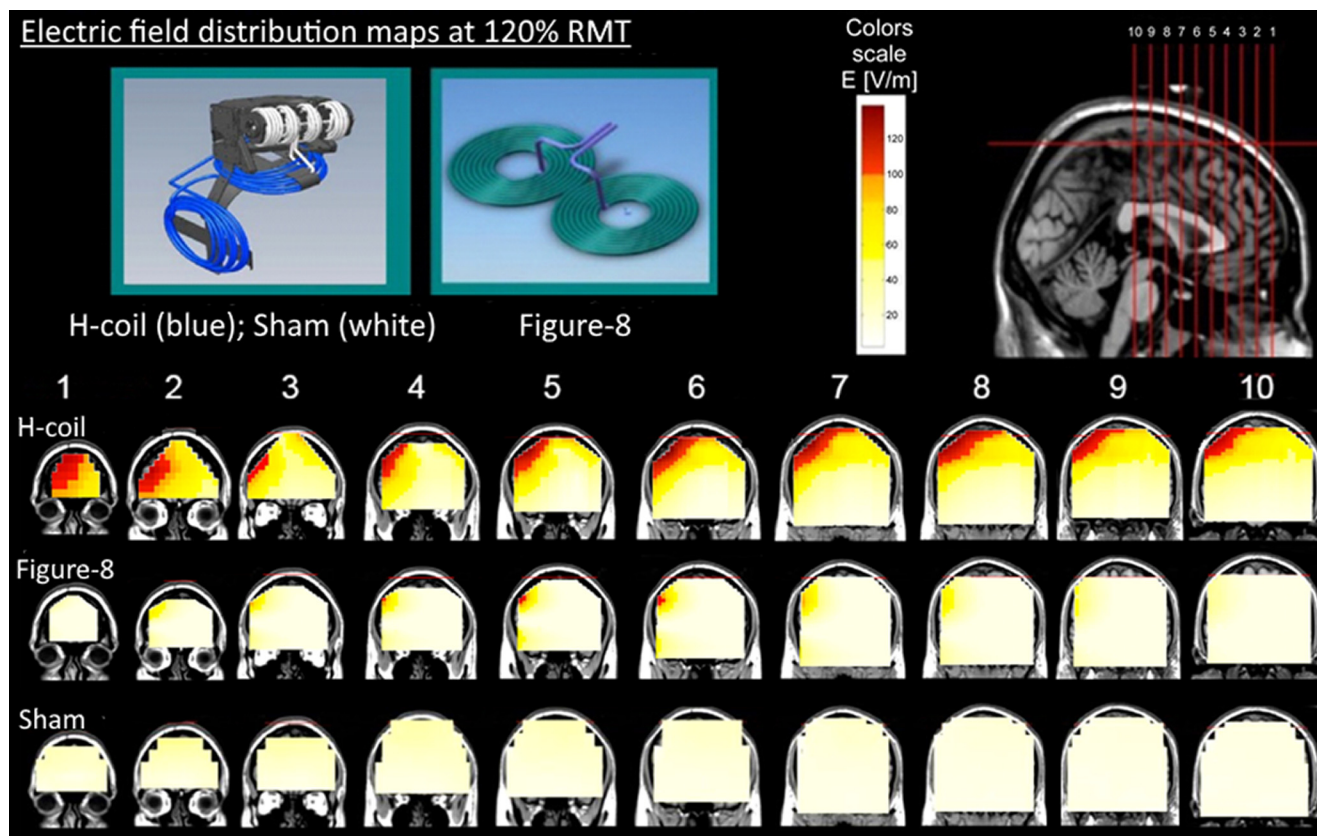 Electric field distribution maps at 120% RMT
Colors
scale
E [V/m]
120
100
80
60
40
20
10 9 8 7 6 5 4 3 2 1
H-coil (blue); Sham (white)
Figure-8
1 2 3 4 5 6 7 8 9 10
H-coil
Figure-8
Sham